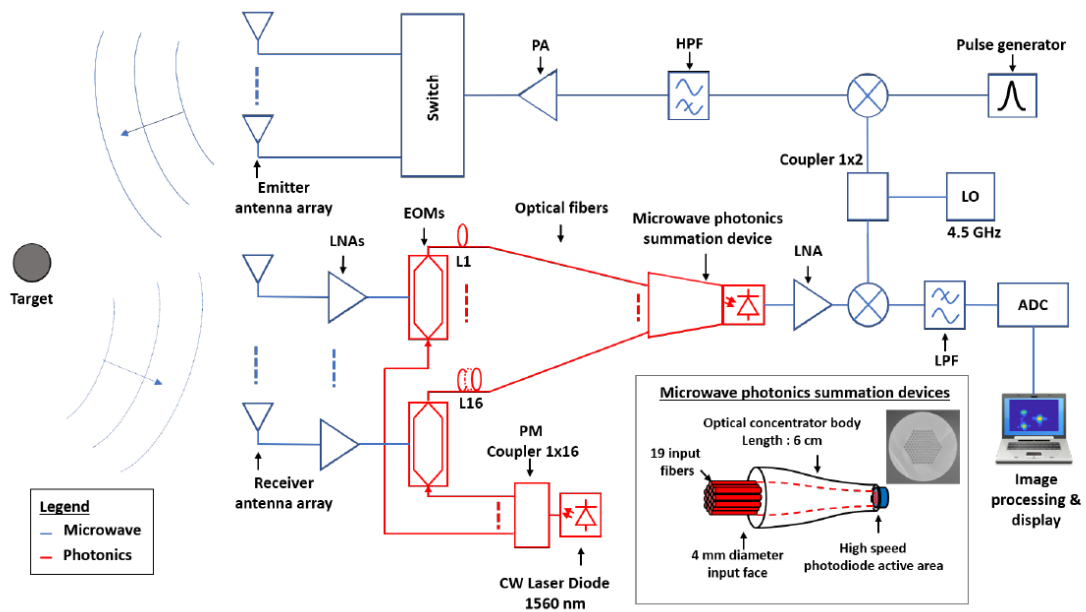 PA
HPF
Pulse generator
Switch
Coupler 1x2
LO
4.5 GHz
Emitter
antenna array
EOMs
Optical fibers
Microwave photonics
summation device
LNAs
L1
LNA
Target
ADC
LPF
L16
PM
Coupler 1x16
Receiver
antenna array
CW Laser Diode
1560 nm
Legend
Microwave
Photonics
Microwave photonics summation devices
Optical concentrator body
Length : 6 cm
19 input
fibers
4 mm diameter
input face
High speed
photodiode active area
Image
processing &
display